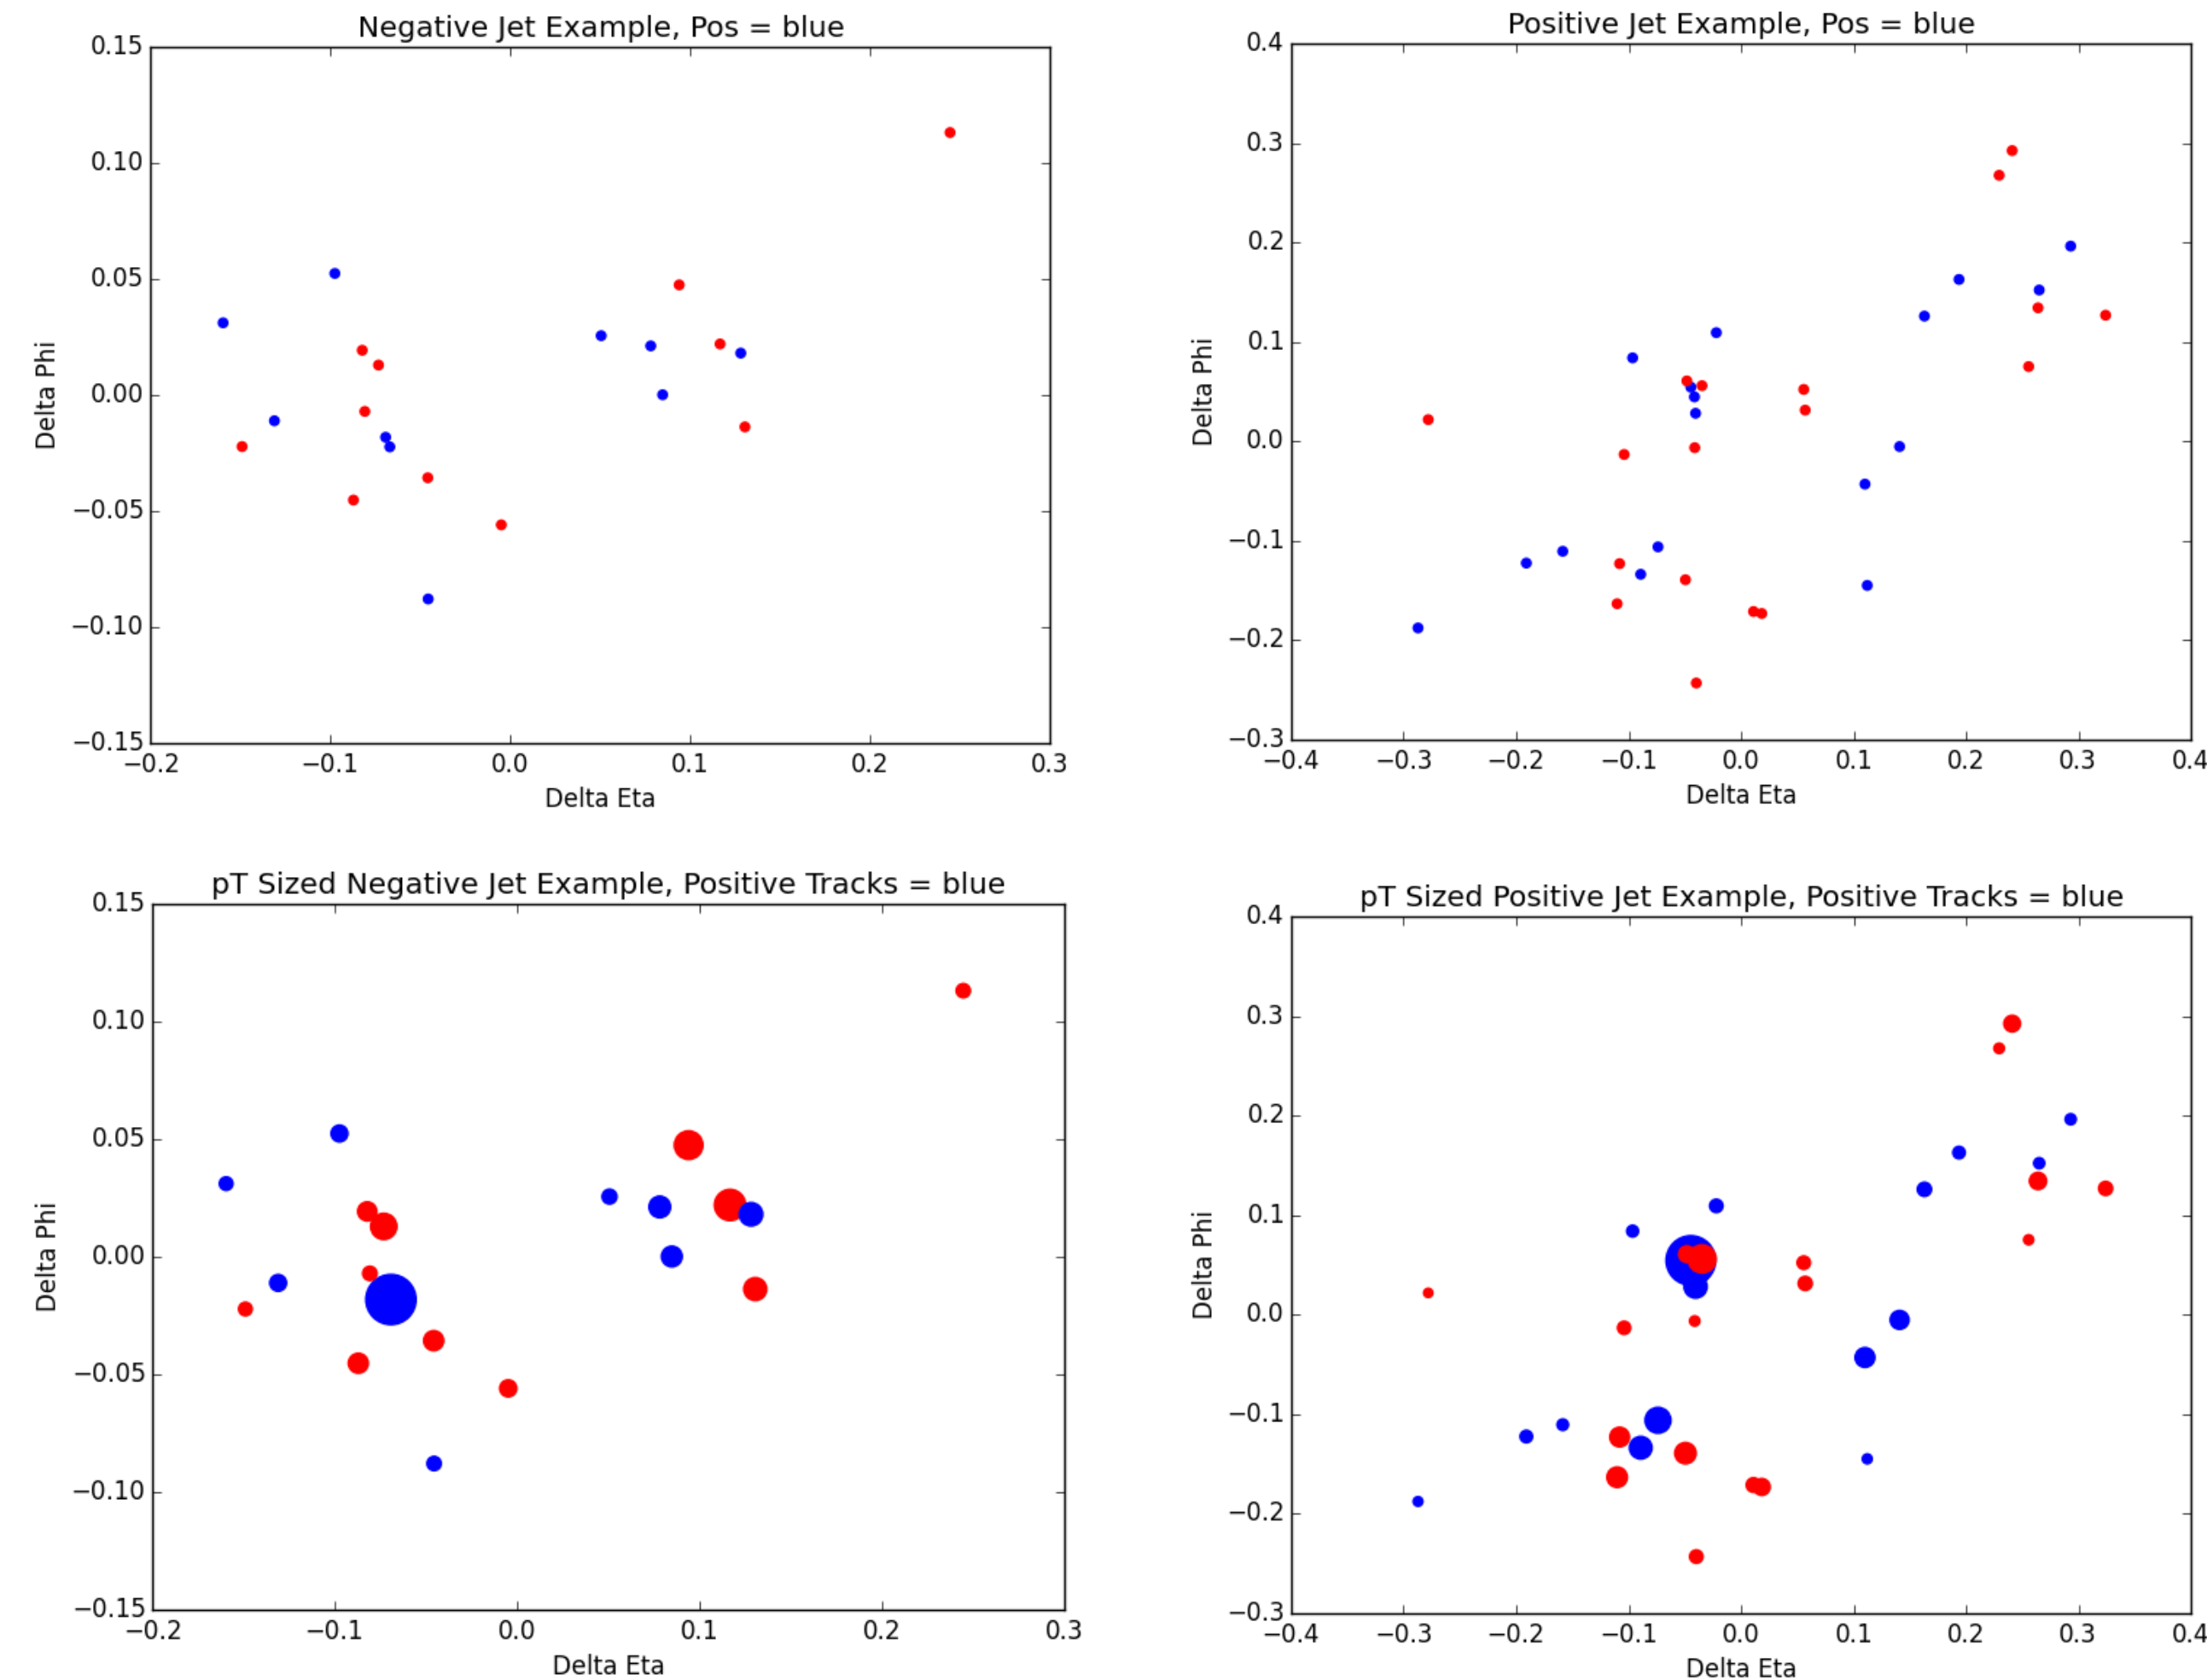 Negative Jet Example, Pos = blue
0.15
0.10
0.05
0.00
−0.05
−0.10
−0.15
Delta Phi
−0.2 −0.1 0.0 0.1 0.2 0.3
Delta Eta
Positive Jet Example, Pos = blue
0.4
0.3
0.2
0.1
0.0
−0.1
−0.2
−0.3
Delta Phi
−0.4 −0.3 −0.2 −0.1 0.0 0.1 0.2 0.3 0.4
Delta Eta
pT Sized Negative Jet Example, Positive Tracks = blue
0.15
0.10
0.05
0.00
−0.05
−0.10
−0.15
Delta Phi
−0.2 −0.1 0.0 0.1 0.2 0.3
Delta Eta
pT Sized Positive Jet Example, Positive Tracks = blue
0.4
0.3
0.2
0.1
0.0
−0.1
−0.2
−0.3
Delta Phi
−0.4 −0.3 −0.2 −0.1 0.0 0.1 0.2 0.3 0.4
Delta Eta